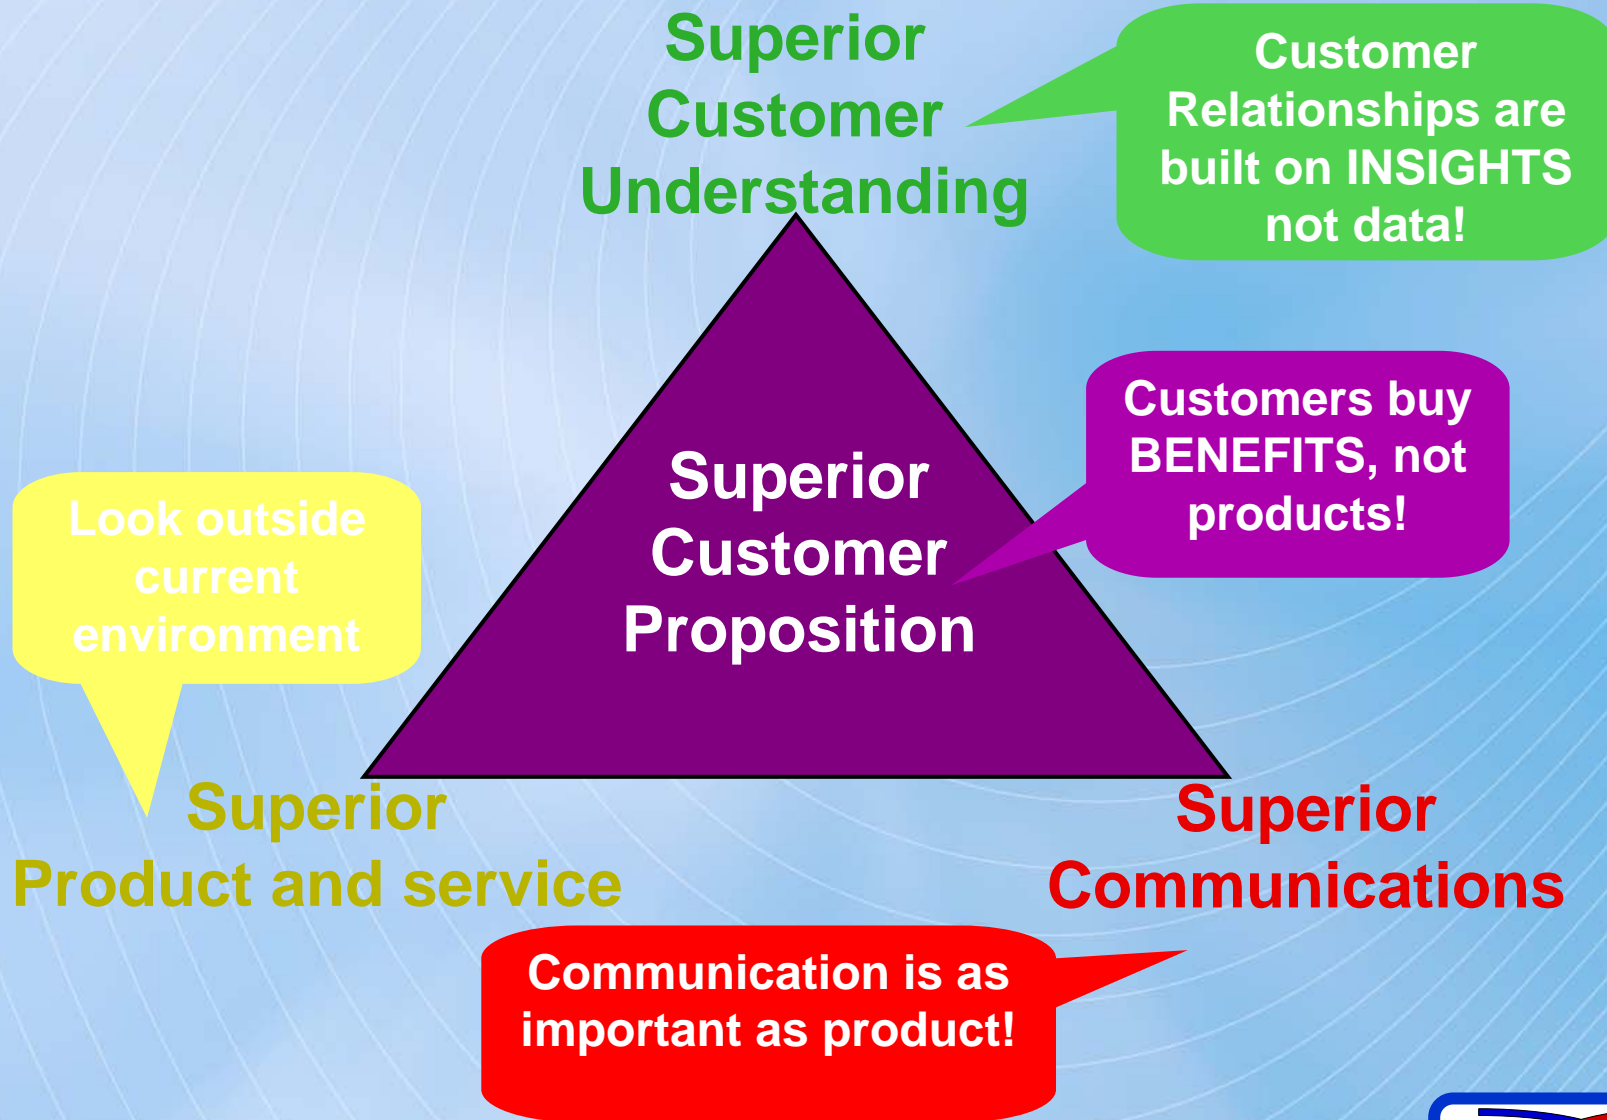 Superior
Customer
Understanding
Customer
Relationships are
built on INSIGHTS
not data!
Superior
Customer
Proposition
Customers buy
BENEFITS, not
products!
Look outside
current
environment
Superior
Product and service
Superior
Communications
Communication is as
important as product!